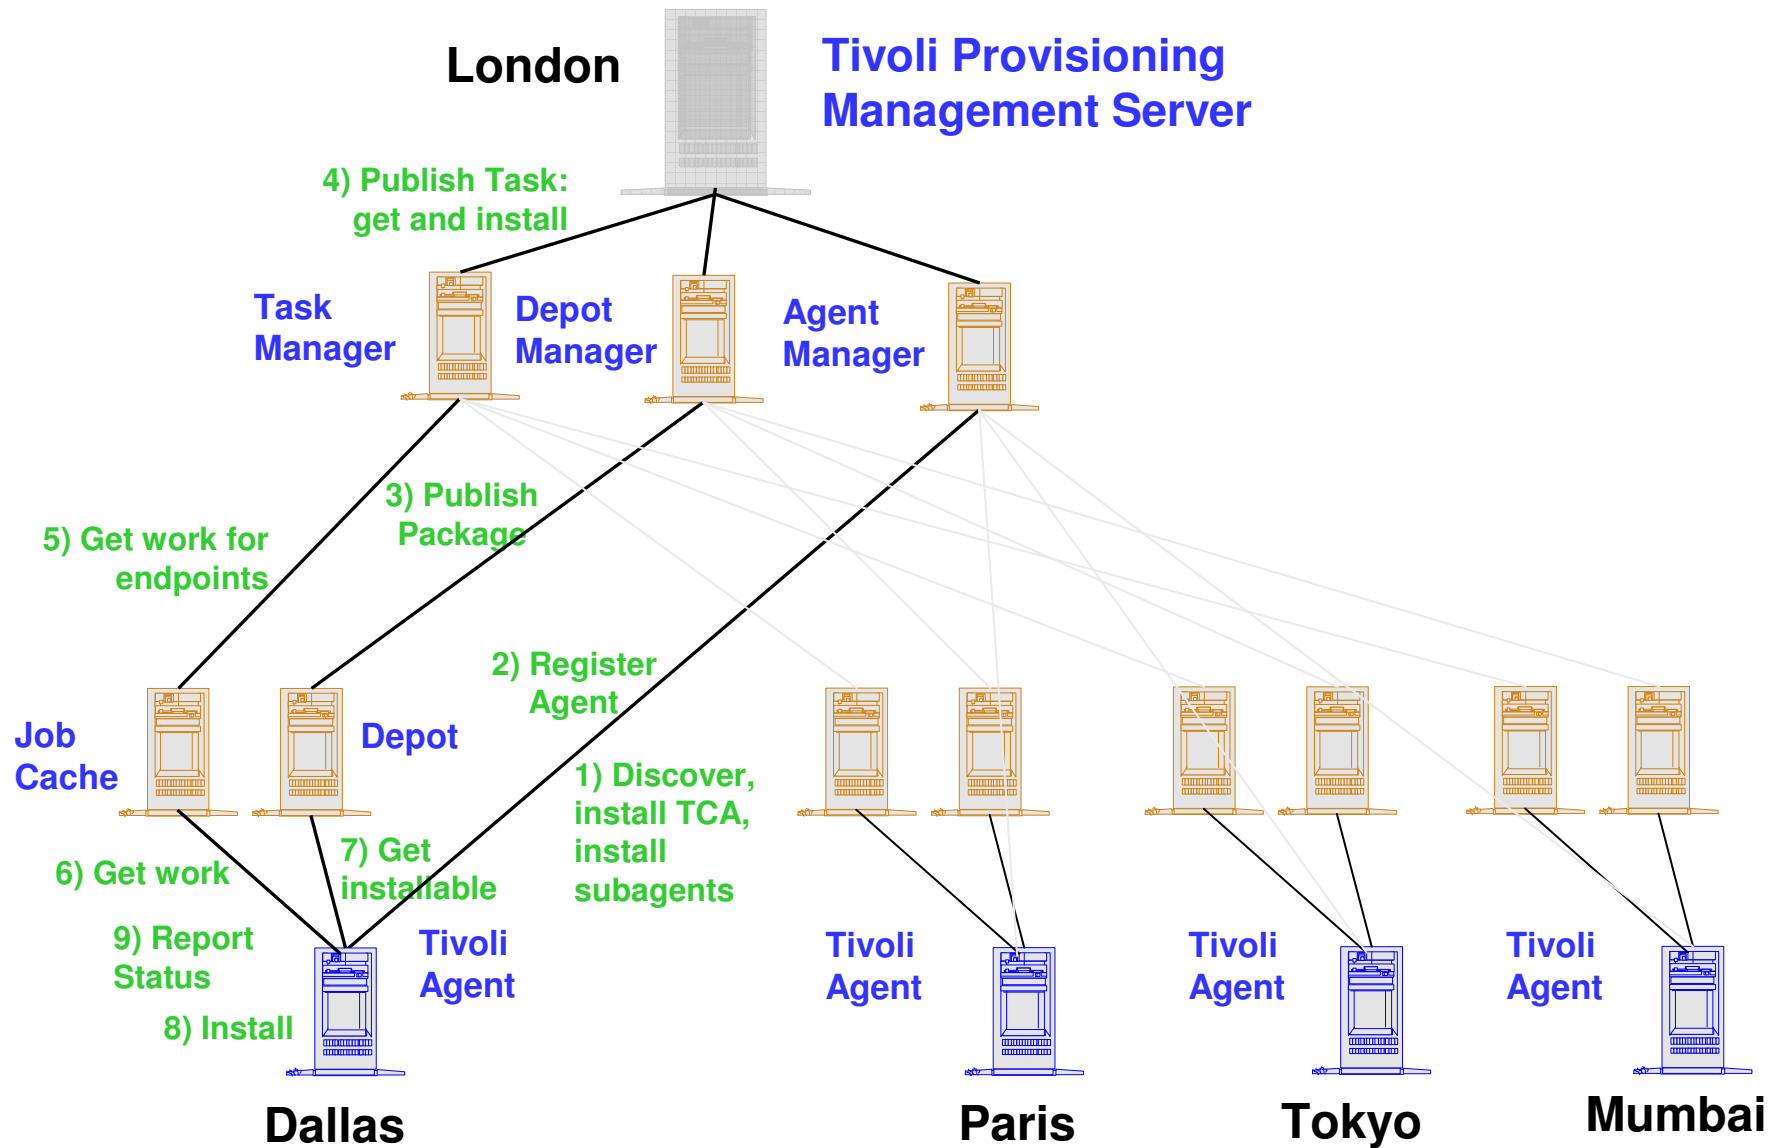 London
Tivoli Provisioning
Management Server
4) Publish Task:
get and install
Task
Manager
Depot
Manager
Agent
Manager
3) Publish
Package
5) Get work for
endpoints
2) Register
Agent
Job
Cache
Depot
1) Discover,
install TCA,
install
subagents
6) Get work
7) Get
installable
9) Report
Status
8) Install
Tivoli
Agent
Tivoli
Agent
Tivoli
Agent
Tivoli
Agent
Dallas
Paris
Tokyo
Mumbai